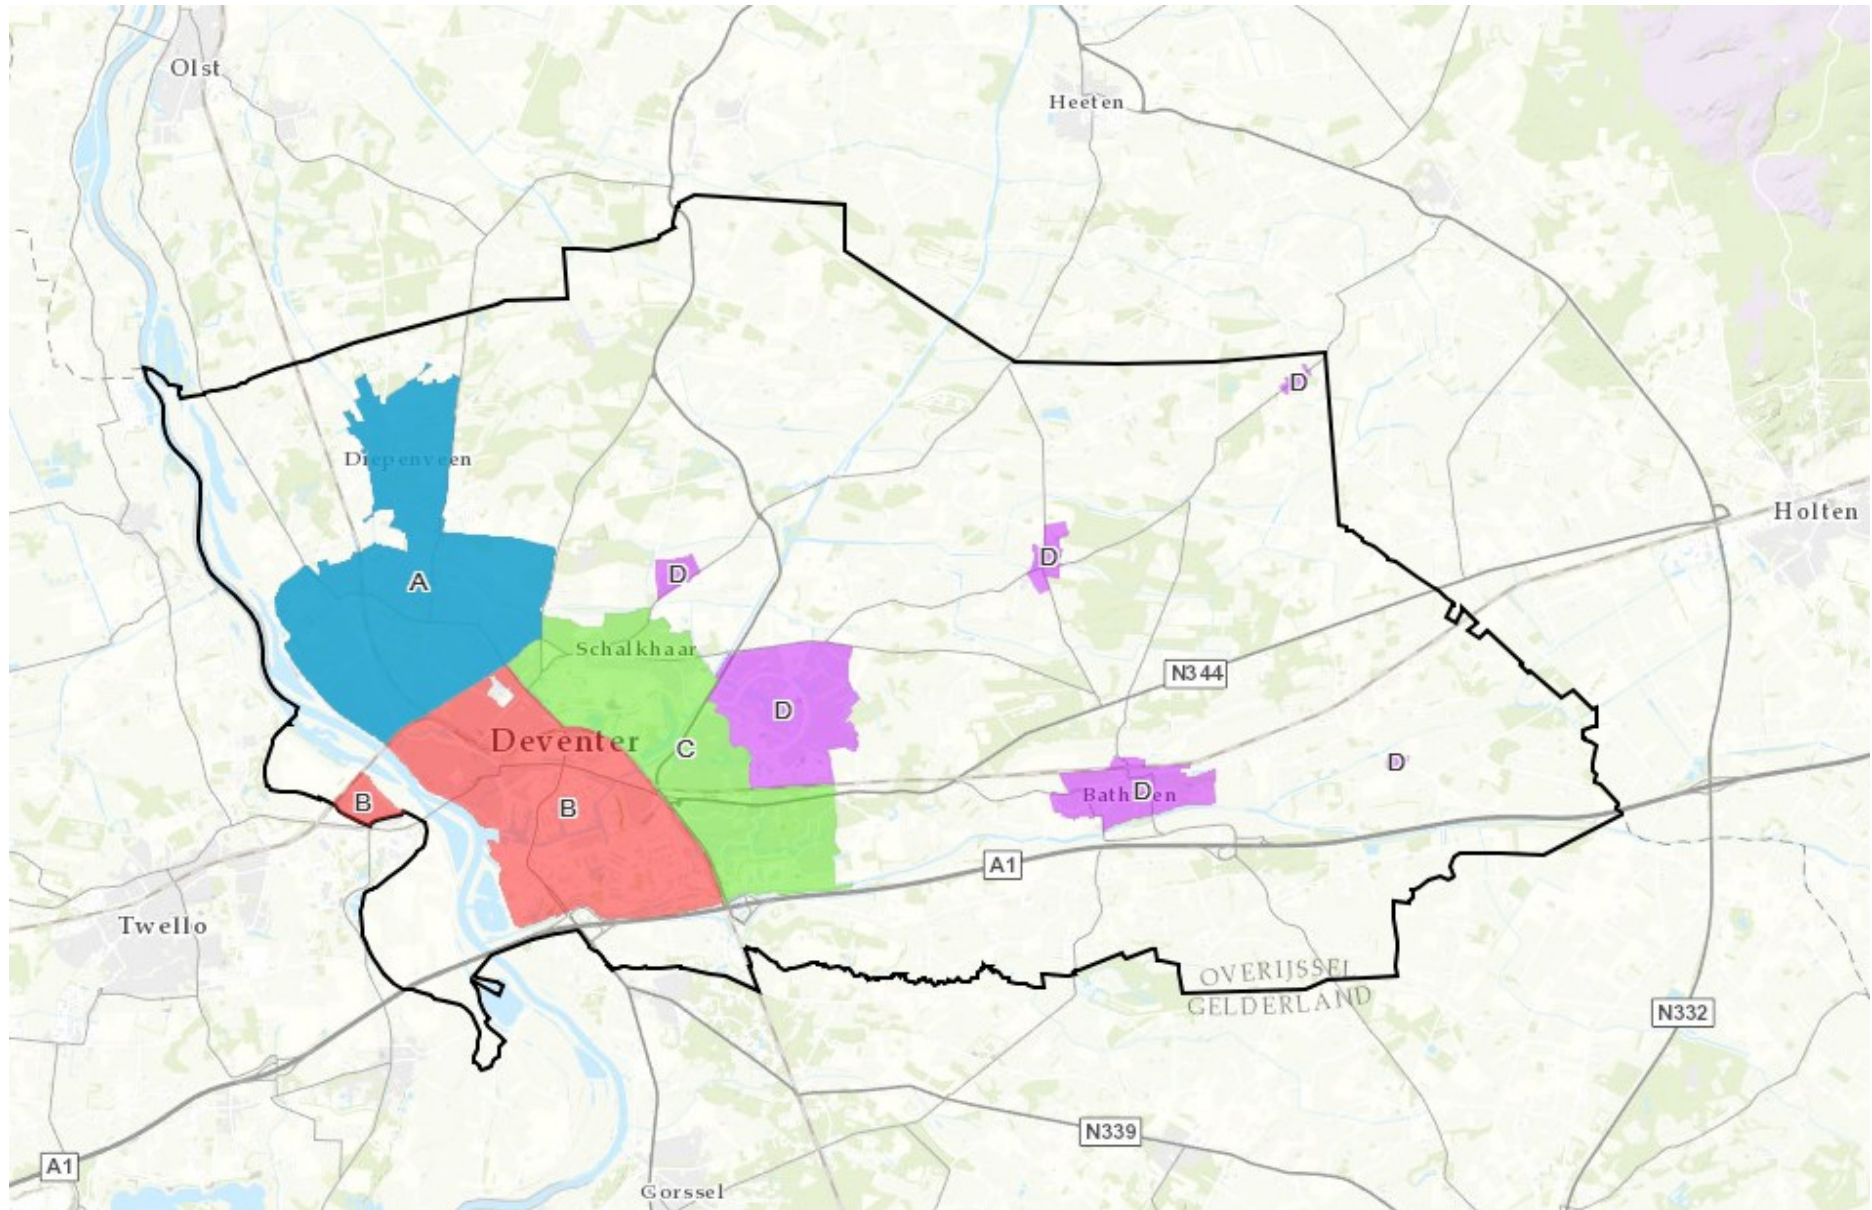 Olst
Heeten
D
Diepenveen
Holten
D
D
A
Schalkhaar
N344
D
Deventer
C
D
D
Bathmen
B
B
A1
Twello
OVERIJSSEL
GELDERLAND
N332
N339
A1
Gorssel